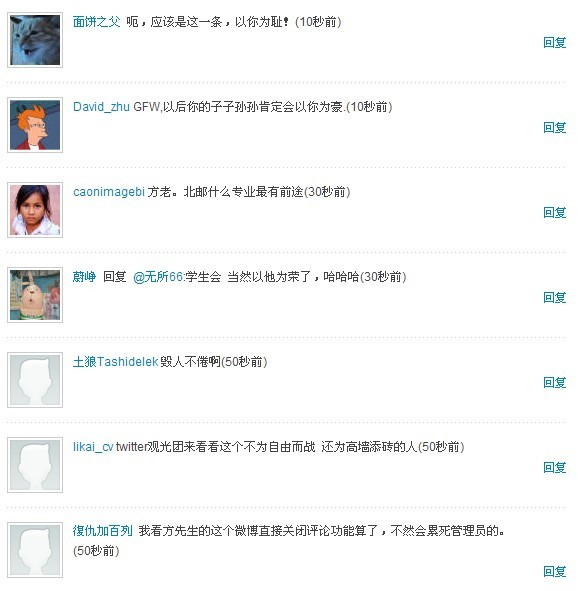 面饼之父 呃，应该是这一条，以你为耻！(10秒前)
回复
David_zhu GFW,以后你的子子孙孙肯定会以你为豪.(10秒前)
回复
caonimagebi 方老。北邮什么专业最有前途(30秒前)
回复
蔚峥 回复 @无所66:学生会 当然以他为荣了，哈哈哈(30秒前)
回复
土狼Tashidelek 毁人不倦啊(50秒前)
回复
likai_cv twitter观光团来看看这个不为自由而战 还为高墙添砖的人(50秒前)
回复
復仇加百列 我看方先生的这个微博直接关闭评论功能算了，不然会累死管理员的。
(50秒前)
回复